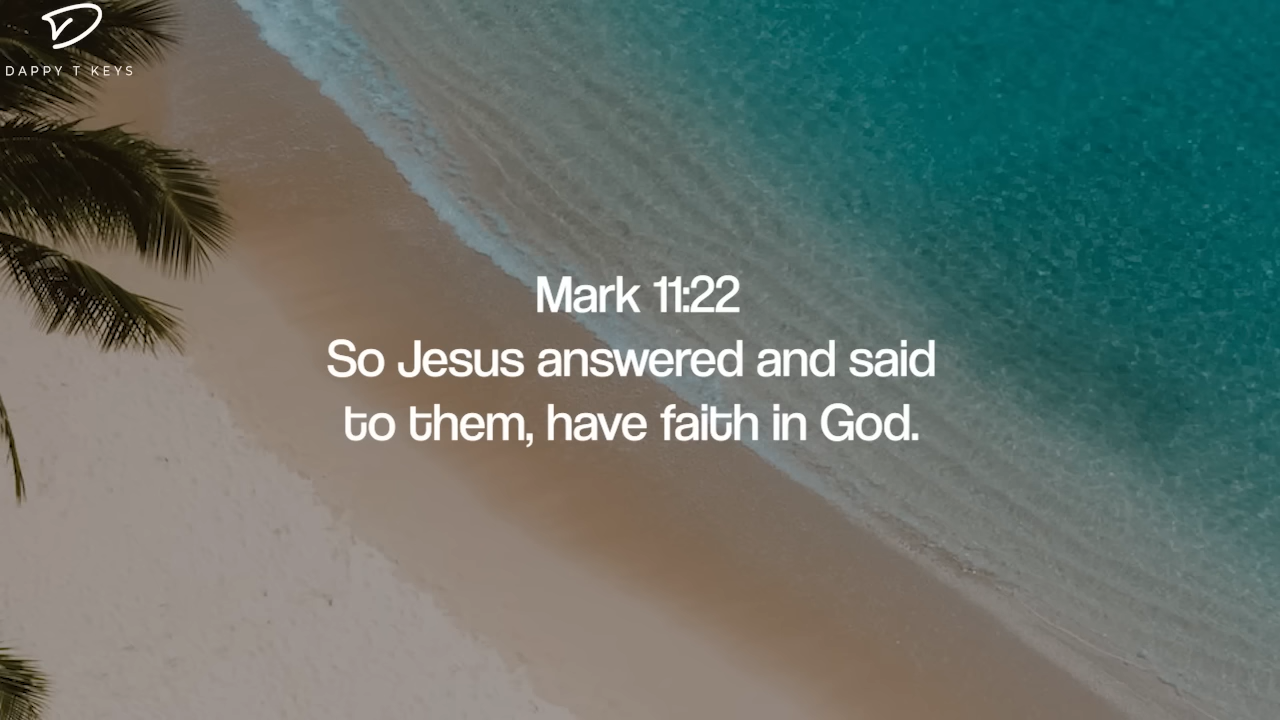 DAPPY T KEYS
Mark 11:22
So Jesus answered and said
to them, have faith in God.